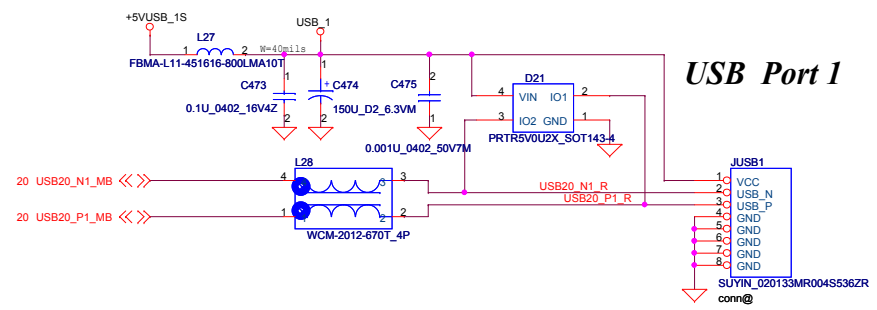 +5VUSB_1S
L27
USB_1
1 2 W=40mils
FBMA-L11-451616-800LMA10T
C473
1
2
0.1U_0402_16V4Z
1
+
C474
2
150U_D2_6.3VM
2
C475
1
0.001U_0402_50V7M
D21
4 VIN IO1 2
3 IO2 GND 1
PRTR5V0U2X_SOT143-4
USB Port 1
L28
20 USB20_N1_MB 4 3 3
20 USB20_P1_MB 1 2 2
WCM-2012-670T_4P
USB20_N1_R
USB20_P1_R
JUSB1
1 VCC
2 USB_N
3 USB_P
4 GND
5 GND
6 GND
7 GND
8 GND
SUYIN_020133MR004S536ZR
conn@